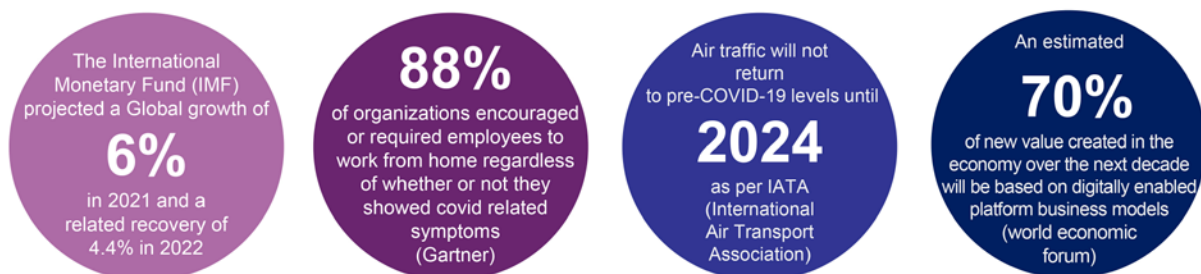 The International
Monetary Fund (IMF)
projected a Global growth of
6%
in 2021 and a
related recovery of
4.4% in 2022
88%
of organizations encouraged
or required employees to
work from home regardless
of whether or not they
showed covid related
symptoms
(Gartner)
Air traffic will not
return
to pre-COVID-19 levels until
2024
as per IATA
(International
Air Transport
Association)
An estimated
70%
of new value created in the
economy over the next decade
will be based on digitally enabled
platform business models
(world economic
forum)